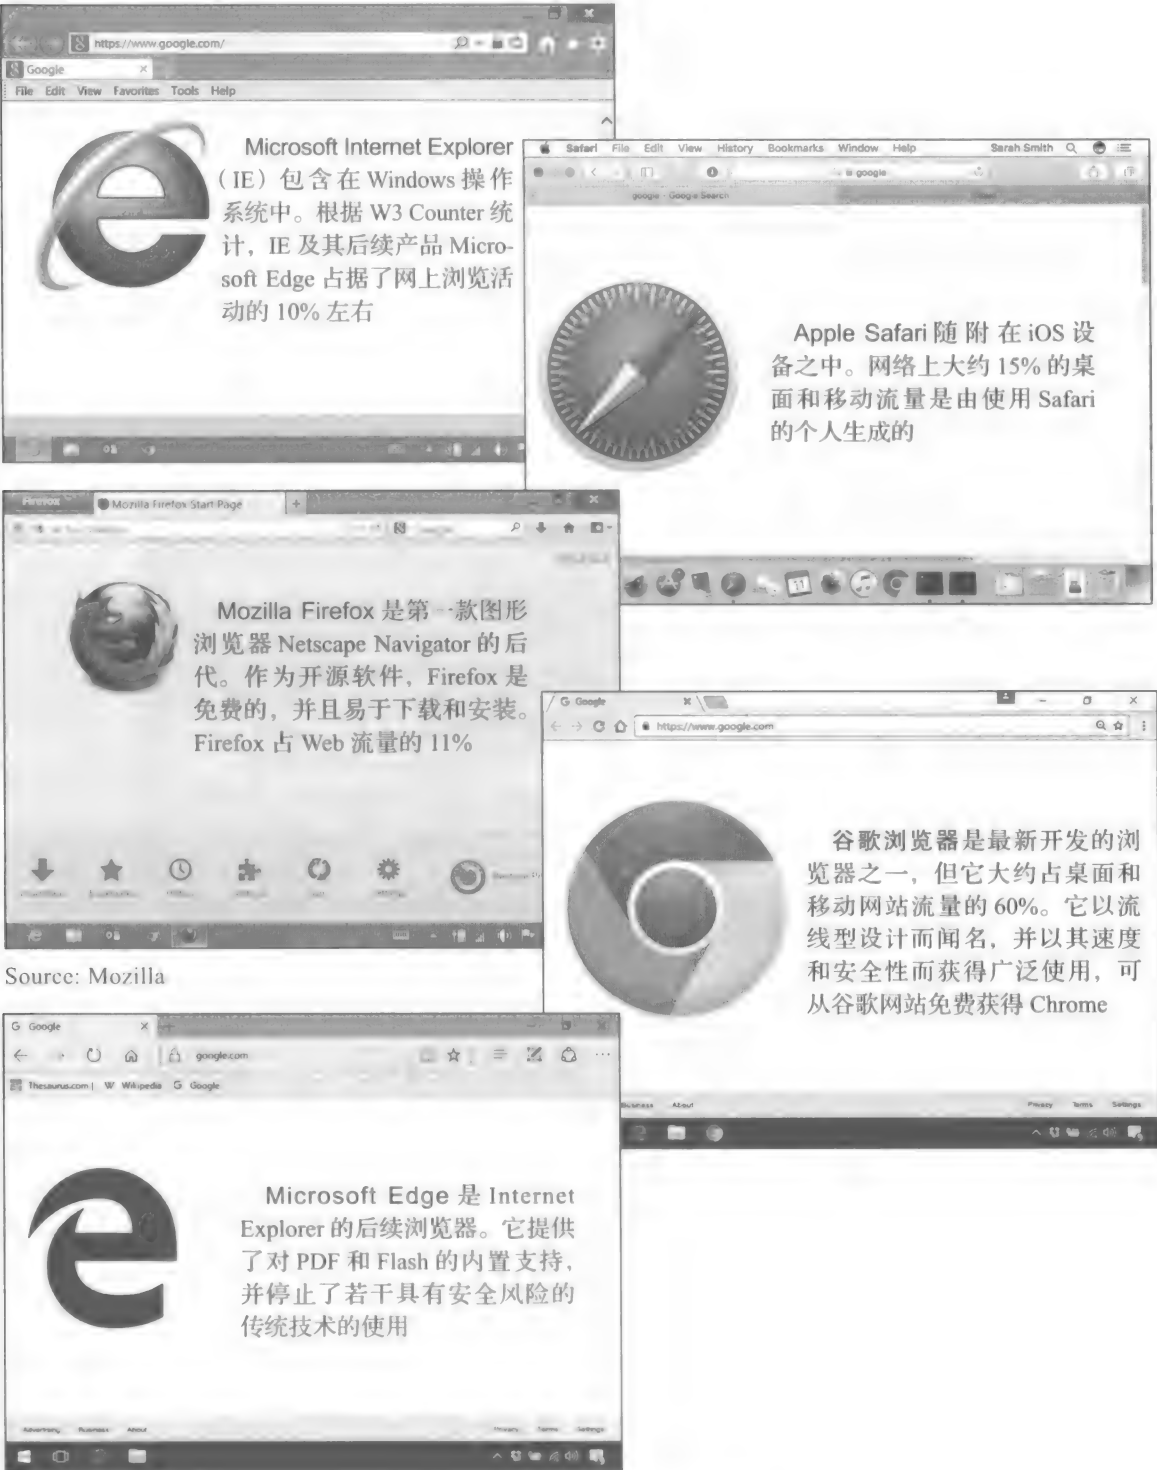 https://www.google.com/
Google
File Edit View Favorites Tools Help
Microsoft Internet Explorer
（IE）包含在 Windows 操作
系统中。根据 W3 Counter 统
计，IE 及其后续产品 Micro-
soft Edge 占据了网上浏览活
动的 10% 左右
Safari File Edit View History Bookmarks Window Help Sarah Smith
google
google - Google Search
Apple Safari 随附在 iOS 设
备之中。网络上大约 15% 的桌
面和移动流量是由使用 Safari
的个人生成的
11
Firefox
Mozilla Firefox Start Page
Mozilla Firefox 是第一款图形
浏览器 Netscape Navigator 的后
代。作为开源软件，Firefox 是
免费的，并且易于下载和安装。
Firefox 占 Web 流量的 11%
Source: Mozilla
G Google
https://www.google.com
谷歌浏览器是最新开发的浏
览器之一，但它大约占桌面和
移动网站流量的 60%。它以流
线型设计而闻名，并以其速度
和安全性而获得广泛使用，可
从谷歌网站免费获得 Chrome
Business About Privacy Terms Settings
G Google
google.com
Thesaurus.com | W Wikipedia G Google
Microsoft Edge 是 Internet
Explorer 的后续浏览器。它提供
了对 PDF 和 Flash 的内置支持，
并停止了若干具有安全风险的
传统技术的使用
Advertising Business About Privacy Terms Settings